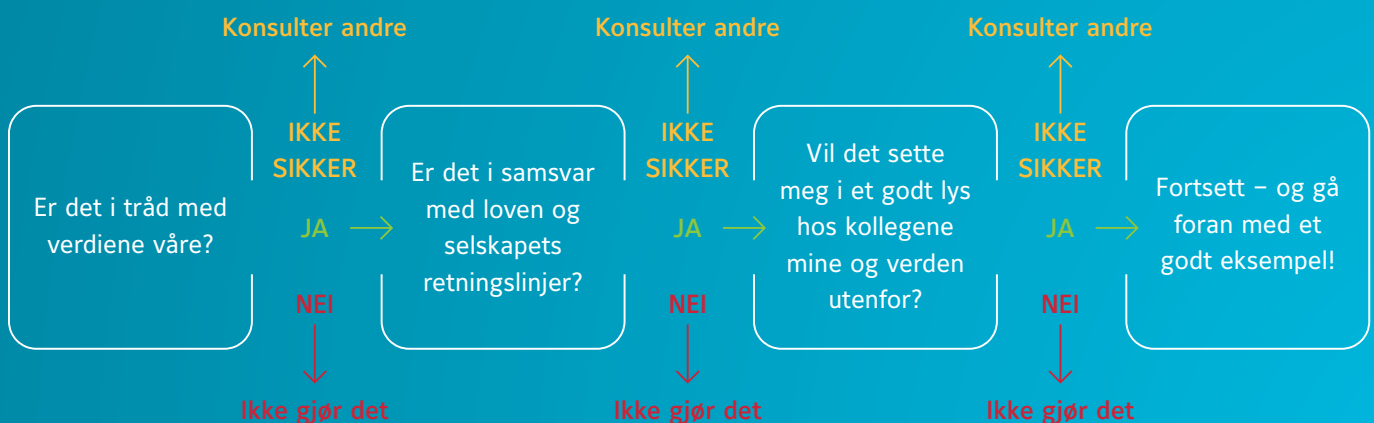 Konsulter andre
Konsulter andre
Konsulter andre
Er det i tråd med
verdiene våre?
IKKE
SIKKER
JA
NEI
Er det i samsvar
med loven og
selskapets
retningslinjer?
IKKE
SIKKER
JA
NEI
Vil det sette
meg i et godt lys
hos kollegene
mine og verden
utenfor?
IKKE
SIKKER
JA
NEI
Fortsett – og gå
foran med et
godt eksempel!
Ikke gjør det
Ikke gjør det
Ikke gjør det